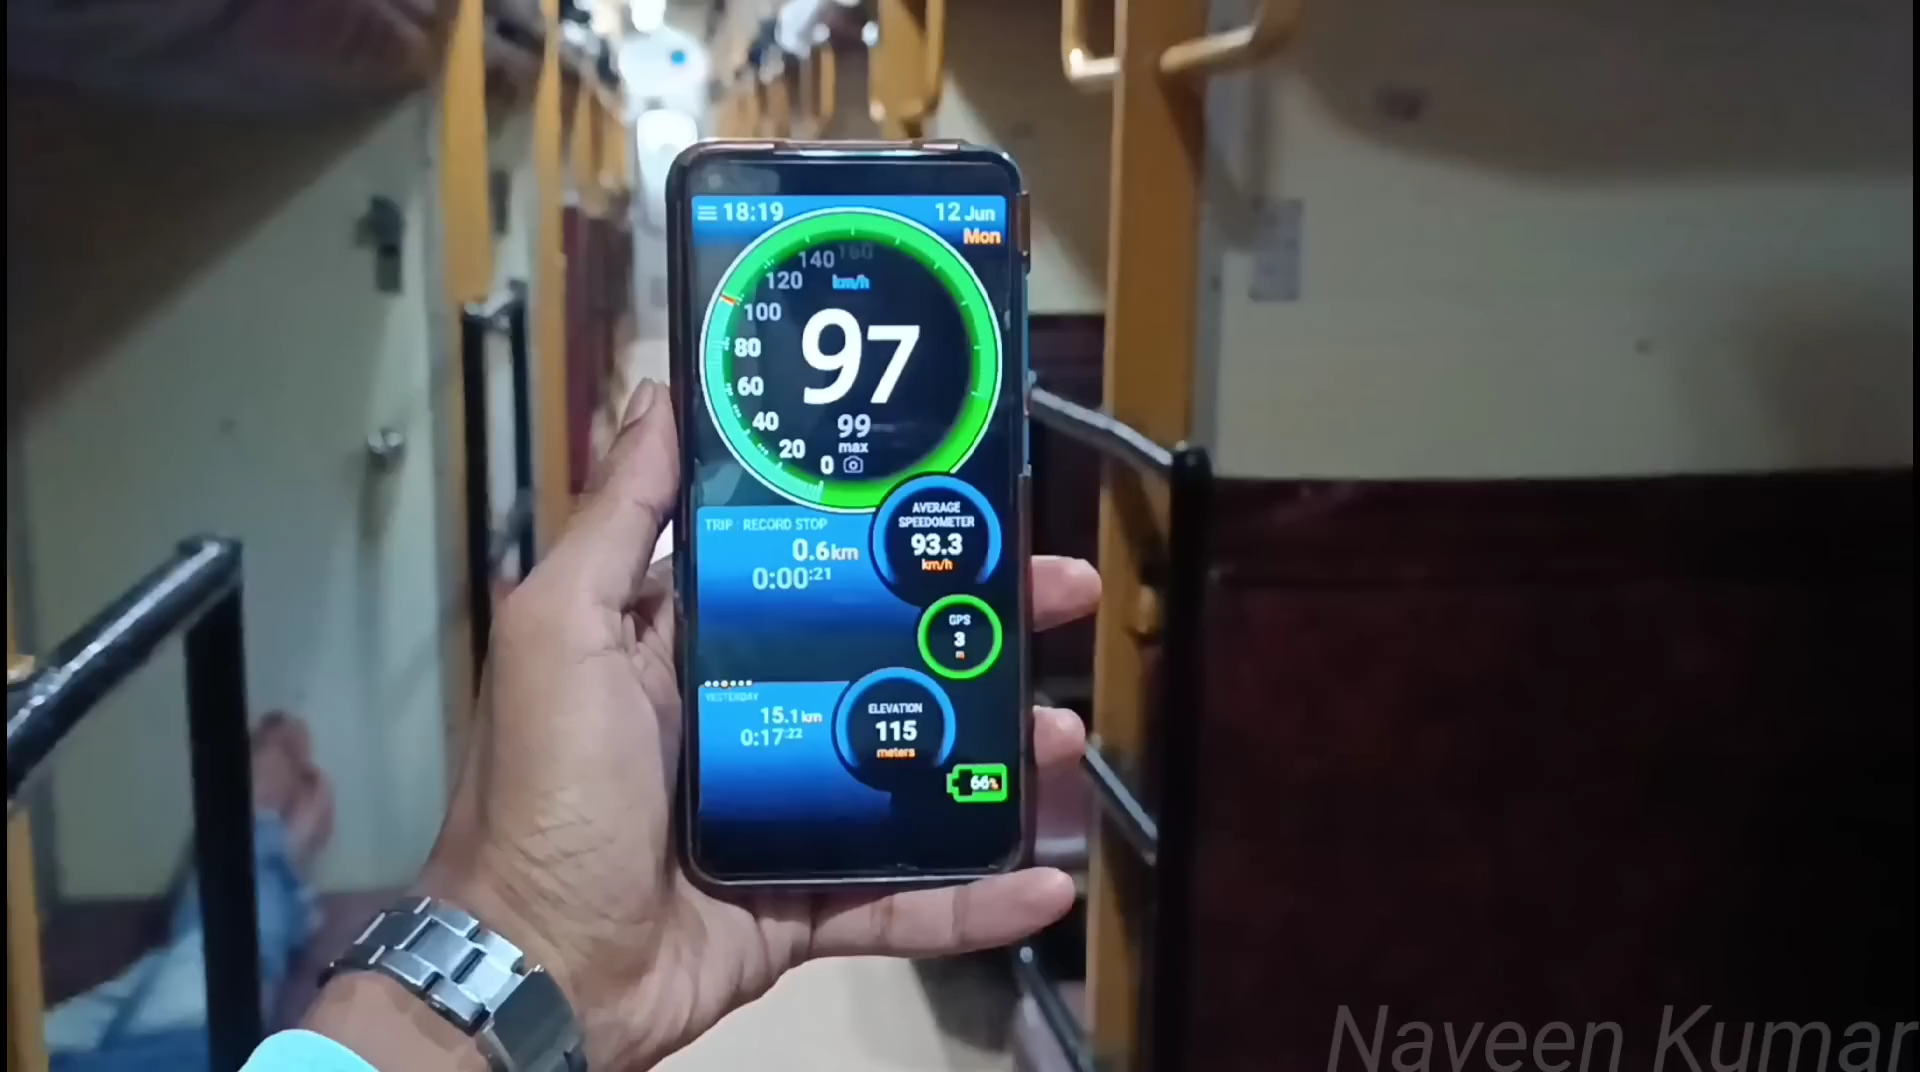 18:19
12 Jun
Mon
160
140
120
km/h
100
97
80
60
40
99
max
20
0
AVERAGE
SPEEDOMETER
93.3
km/h
TRIP : RECORD STOP
0.6km
0:00:21
GPS
3
m
YESTERDAY
15.1km
0:17:22
ELEVATION
115
meters
66%
Naveen Kumar